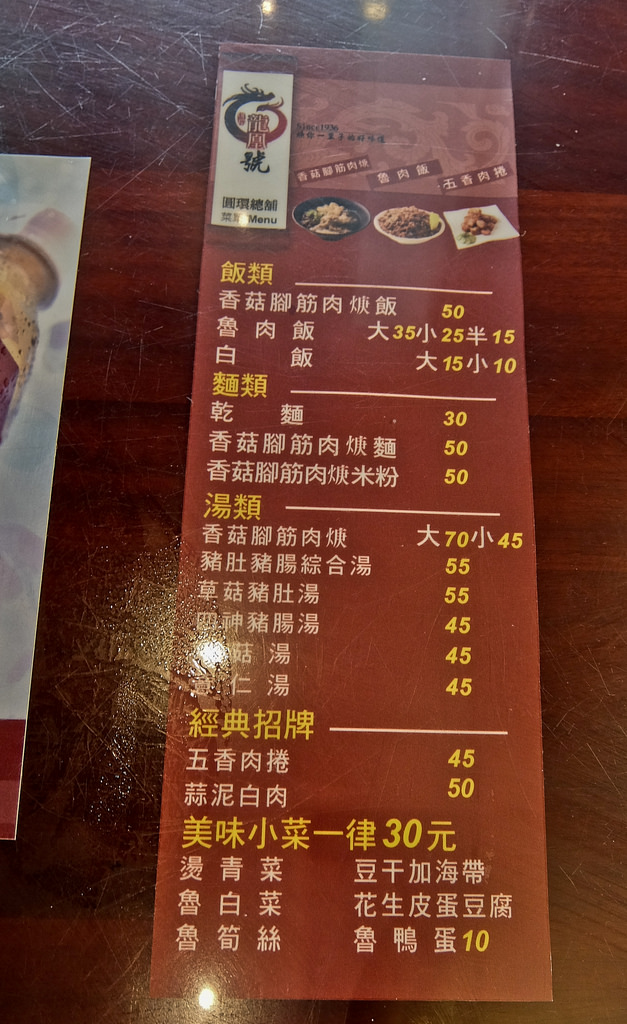 龍凰號
圓環總舖
菜單 Menu
Since1936
香菇腳筋肉焿
魯肉飯
五香肉捲
飯類
香菇腳筋肉焿飯 50
魯肉飯 大35小25半15
白飯 大15小10
麵類
乾麵 30
香菇腳筋肉焿麵 50
香菇腳筋肉焿米粉 50
湯類
香菇腳筋肉焿 大70小45
豬肚豬腸綜合湯 55
草菇豬肚湯 55
四神豬腸湯 45
菇湯 45
仁湯 45
經典招牌
五香肉捲 45
蒜泥白肉 50
美味小菜一律30元
燙青菜 豆干加海帶
魯白菜 花生皮蛋豆腐
魯筍絲 魯鴨蛋10